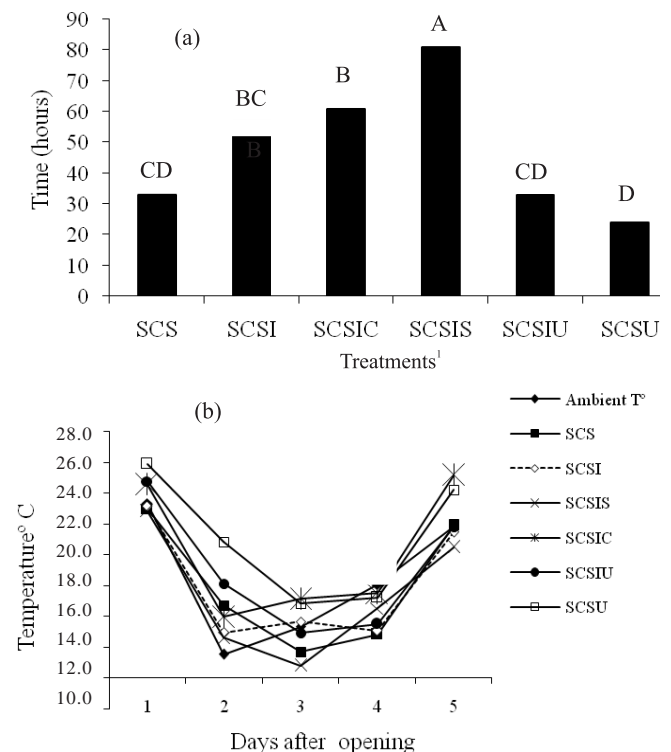 90
(a)
80
A
70
B
60
BC
50
B
40
CD
CD
30
D
20
10
0
Time (hours)
SCS SCSI SCSIC SCSIS SCSIU SCSU
Treatments¹
(b)
28.0
26.0
24.0
22.0
20.0
18.0
16.0
14.0
12.0
10.0
Temperature° C
1 2 3 4 5
Days after opening
Ambient T°
SCS
SCSI
SCSIS
SCSIC
SCSIU
SCSU